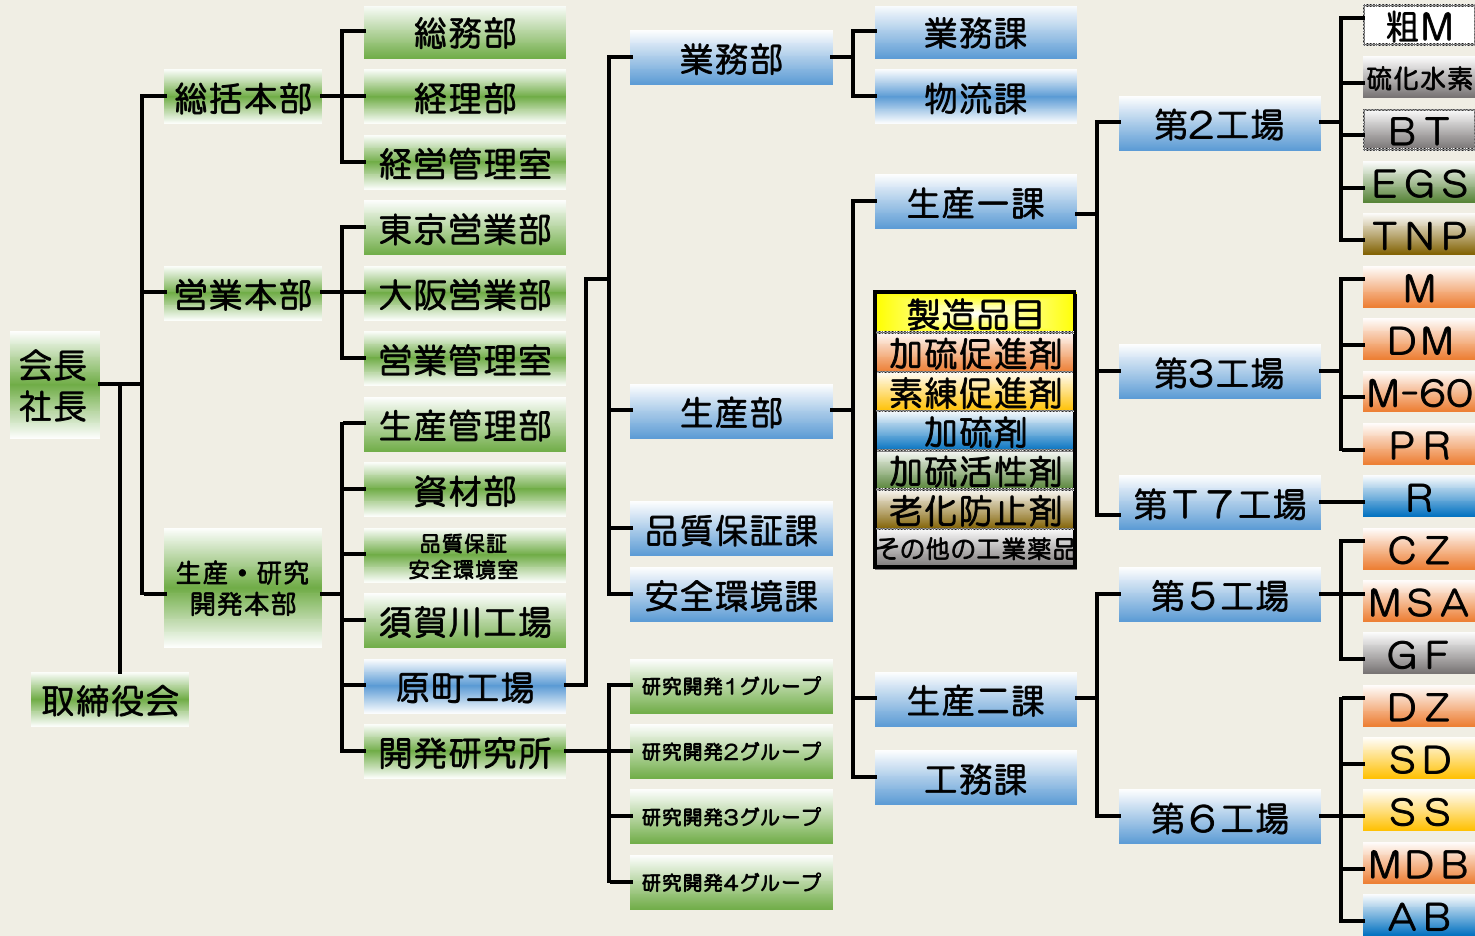 会長
社長
取締役会
総括本部
営業本部
生産・研究
開発本部
総務部
経理部
経営管理室
東京営業部
大阪営業部
営業管理室
生産管理部
資材部
品質保証
安全環境室
須賀川工場
原町工場
開発研究所
業務部
生産部
品質保証課
安全環境課
研究開発1グループ
研究開発2グループ
研究開発3グループ
研究開発4グループ
業務課
物流課
生産一課
製造品目
加硫促進剤
素練促進剤
加硫剤
加硫活性剤
老化防止剤
その他の工業薬品
生産二課
工務課
第2工場
第3工場
第T7工場
第5工場
第6工場
粗M
硫化水素
BT
EGS
TNP
M
DM
M-60
PR
R
CZ
MSA
GF
DZ
SD
SS
MDB
AB